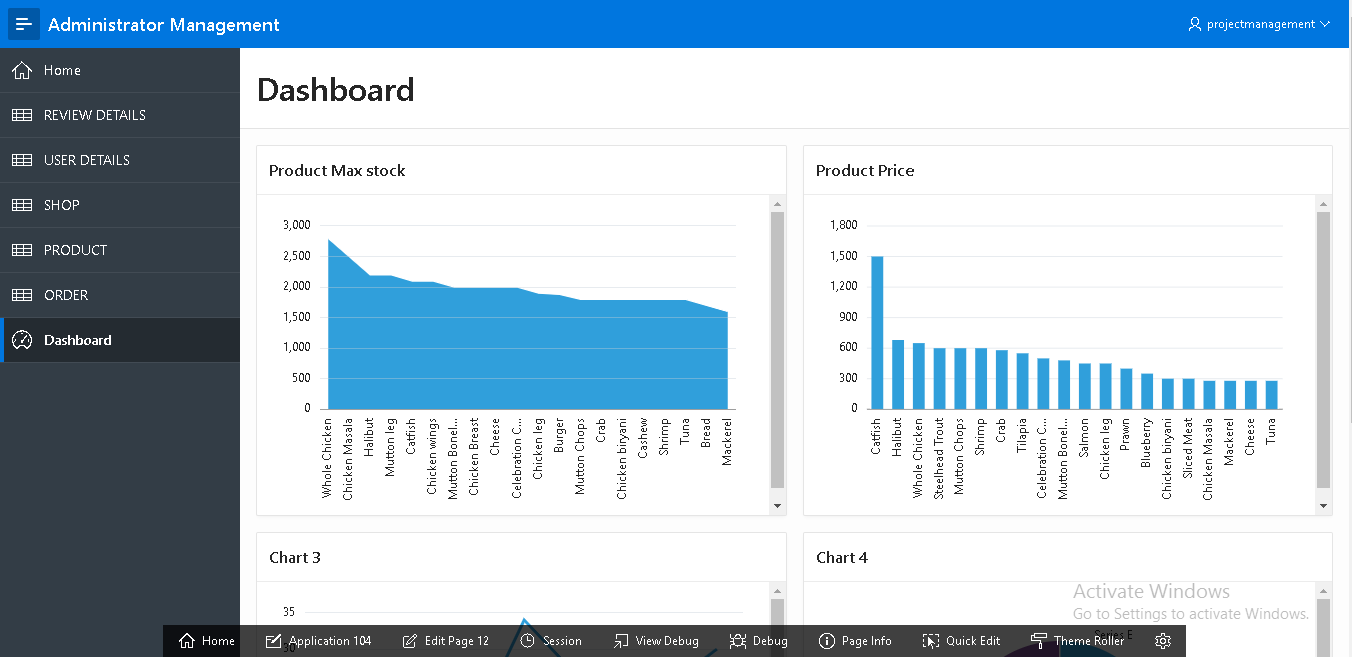 Administrator Management
projectmanagement
Home
REVIEW DETAILS
USER DETAILS
SHOP
PRODUCT
ORDER
Dashboard
Dashboard
Product Max stock
3,000
2,500
2,000
1,500
1,000
500
0
Whole Chicken
Chicken Masala
Halibut
Mutton leg
Catfish
Chicken wings
Mutton Bonel...
Chicken Breast
Cheese
Celebration C...
Chicken leg
Burger
Mutton Chops
Crab
Chicken biryani
Cashew
Shrimp
Tuna
Bread
Mackerel
Product Price
1,800
1,500
1,200
900
600
300
0
Catfish
Halibut
Whole Chicken
Steelhead Trout
Mutton Chops
Shrimp
Crab
Tilapia
Celebration C...
Mutton Bonel...
Salmon
Chicken leg
Prawn
Blueberry
Chicken biryani
Sliced Meat
Chicken Masala
Mackerel
Cheese
Tuna
Chart 3
35
30
Chart 4
Series E
Activate Windows
Go to Settings to activate Windows.
Home
Application 104
Edit Page 12
Session
View Debug
Debug
Page Info
Quick Edit
Theme Roller